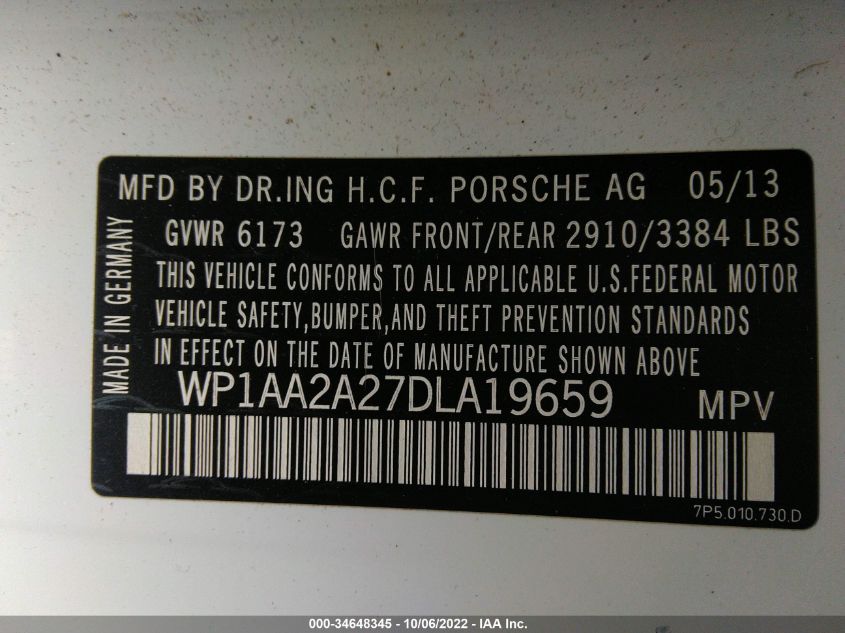 MFD BY DR.ING H.C.F. PORSCHE AG 05/13
GVWR 6173 GAWR FRONT/REAR 2910/3384 LBS
MADE IN GERMANY
THIS VEHICLE CONFORMS TO ALL APPLICABLE U.S.FEDERAL MOTOR
VEHICLE SAFETY,BUMPER,AND THEFT PREVENTION STANDARDS
IN EFFECT ON THE DATE OF MANUFACTURE SHOWN ABOVE.
WP1AA2A27DLA19659 MPV
7P5.010.730.D
000-34648345 - 10/06/2022 - IAA Inc.